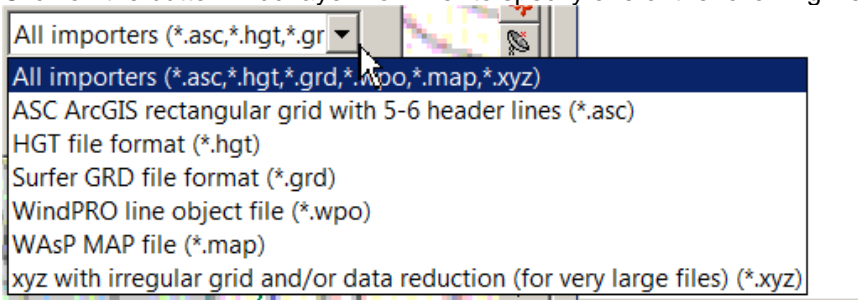 All importers (*.asc,*.hgt,*.gr
All importers (*.asc,*.hgt,*.grd,*.wpo,*.map,*.xyz)
ASC ArcGIS rectangular grid with 5-6 header lines (*.asc)
HGT file format (*.hgt)
Surfer GRD file format (*.grd)
WindPRO line object file (*.wpo)
WAsP MAP file (*.map)
xyz with irregular grid and/or data reduction (for very large files) (*.xyz)